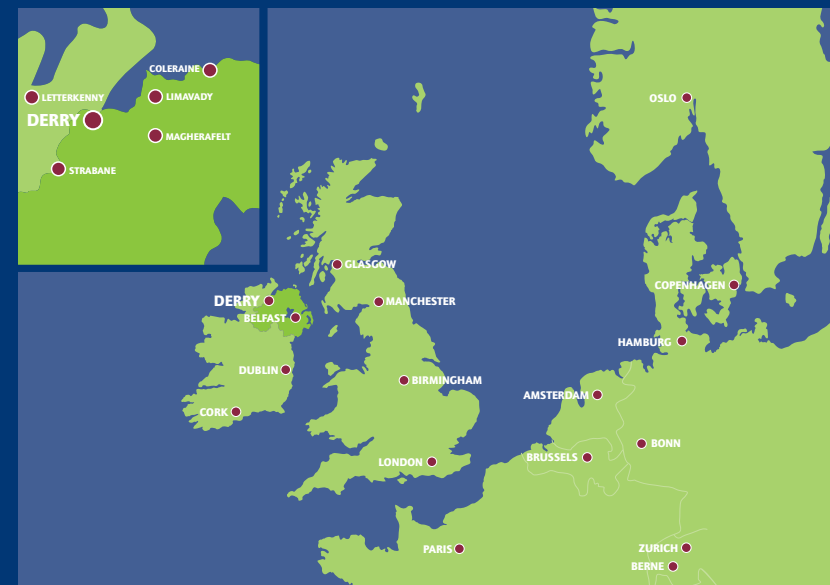 COLERAINE
LETTERKENNY
LIMAVADY
DERRY
MAGHERAFELT
STRABANE
OSLO
GLASGOW
COPENHAGEN
DERRY
MANCHESTER
BELFAST
HAMBURG
DUBLIN
BIRMINGHAM
AMSTERDAM
CORK
BONN
LONDON
BRUSSELS
PARIS
ZURICH
BERNE